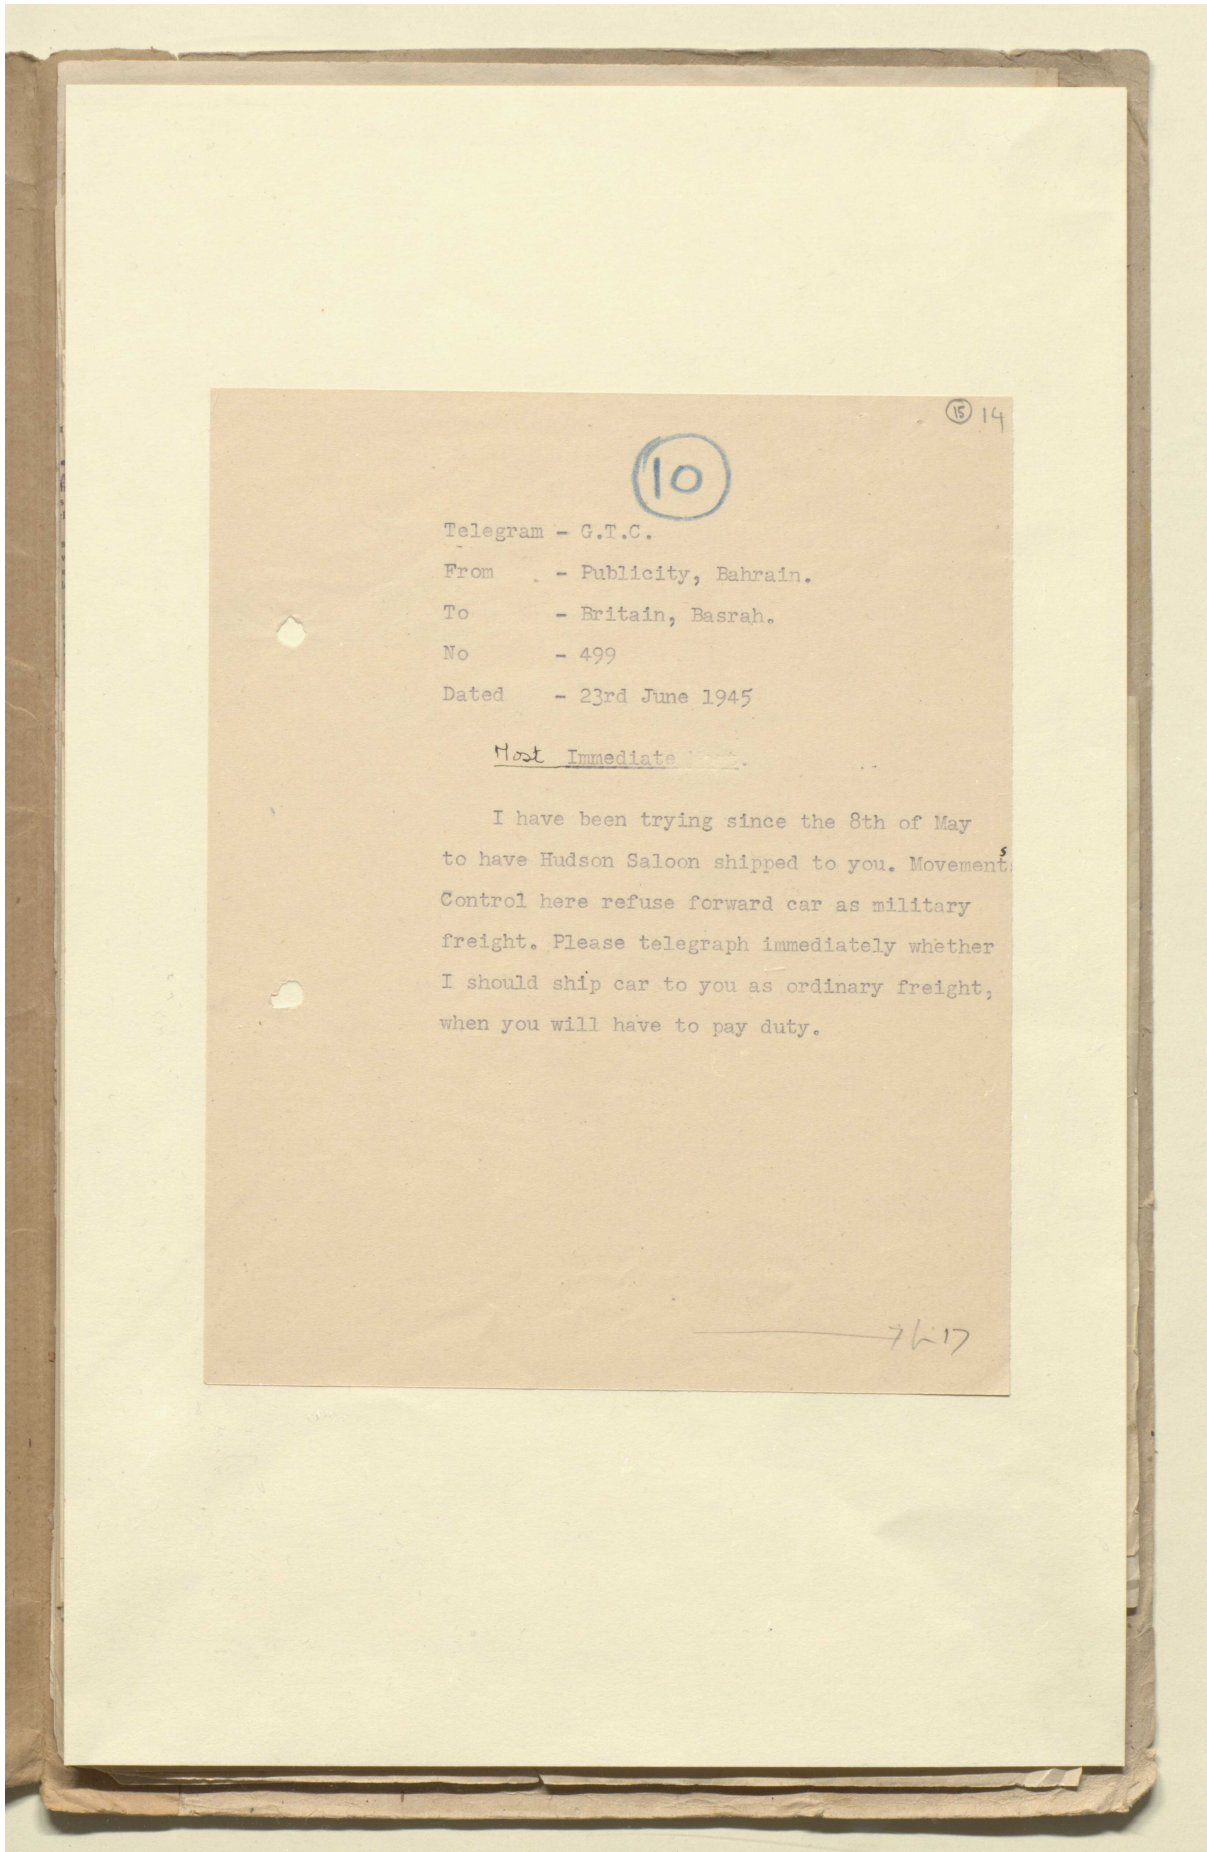 15 14
10
Telegram - G.T.C.
From - Publicity, Bahrain.
To - Britain, Basrah.
No - 499
Dated - 23rd June 1945
Most Immediate
I have been trying since the 8th of May
to have Hudson Saloon shipped to you. Movements
Control here refuse forward car as military
freight. Please telegraph immediately whether
I should ship car to you as ordinary freight,
when you will have to pay duty.
17